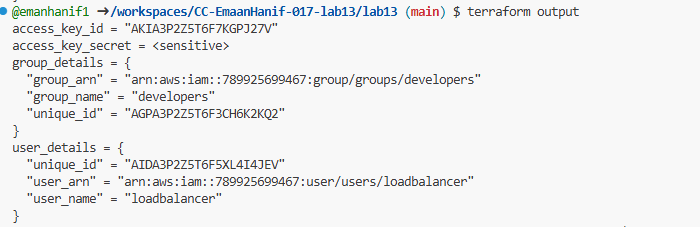 @emanhanif1 →/workspaces/CC-EmaanHanif-017-lab13/lab13 (main) $ terraform output
access_key_id = "AKIA3P2Z5T6F7KGPJ27V"
access_key_secret = <sensitive>
group_details = {
"group_arn" = "arn:aws:iam::789925699467:group/groups/developers"
"group_name" = "developers"
"unique_id" = "AGPA3P2Z5T6F3CH6K2KQ2"
}
user_details = {
"unique_id" = "AIDA3P2Z5T6F5XL4I4JEV"
"user_arn" = "arn:aws:iam::789925699467:user/users/loadbalancer"
"user_name" = "loadbalancer"
}